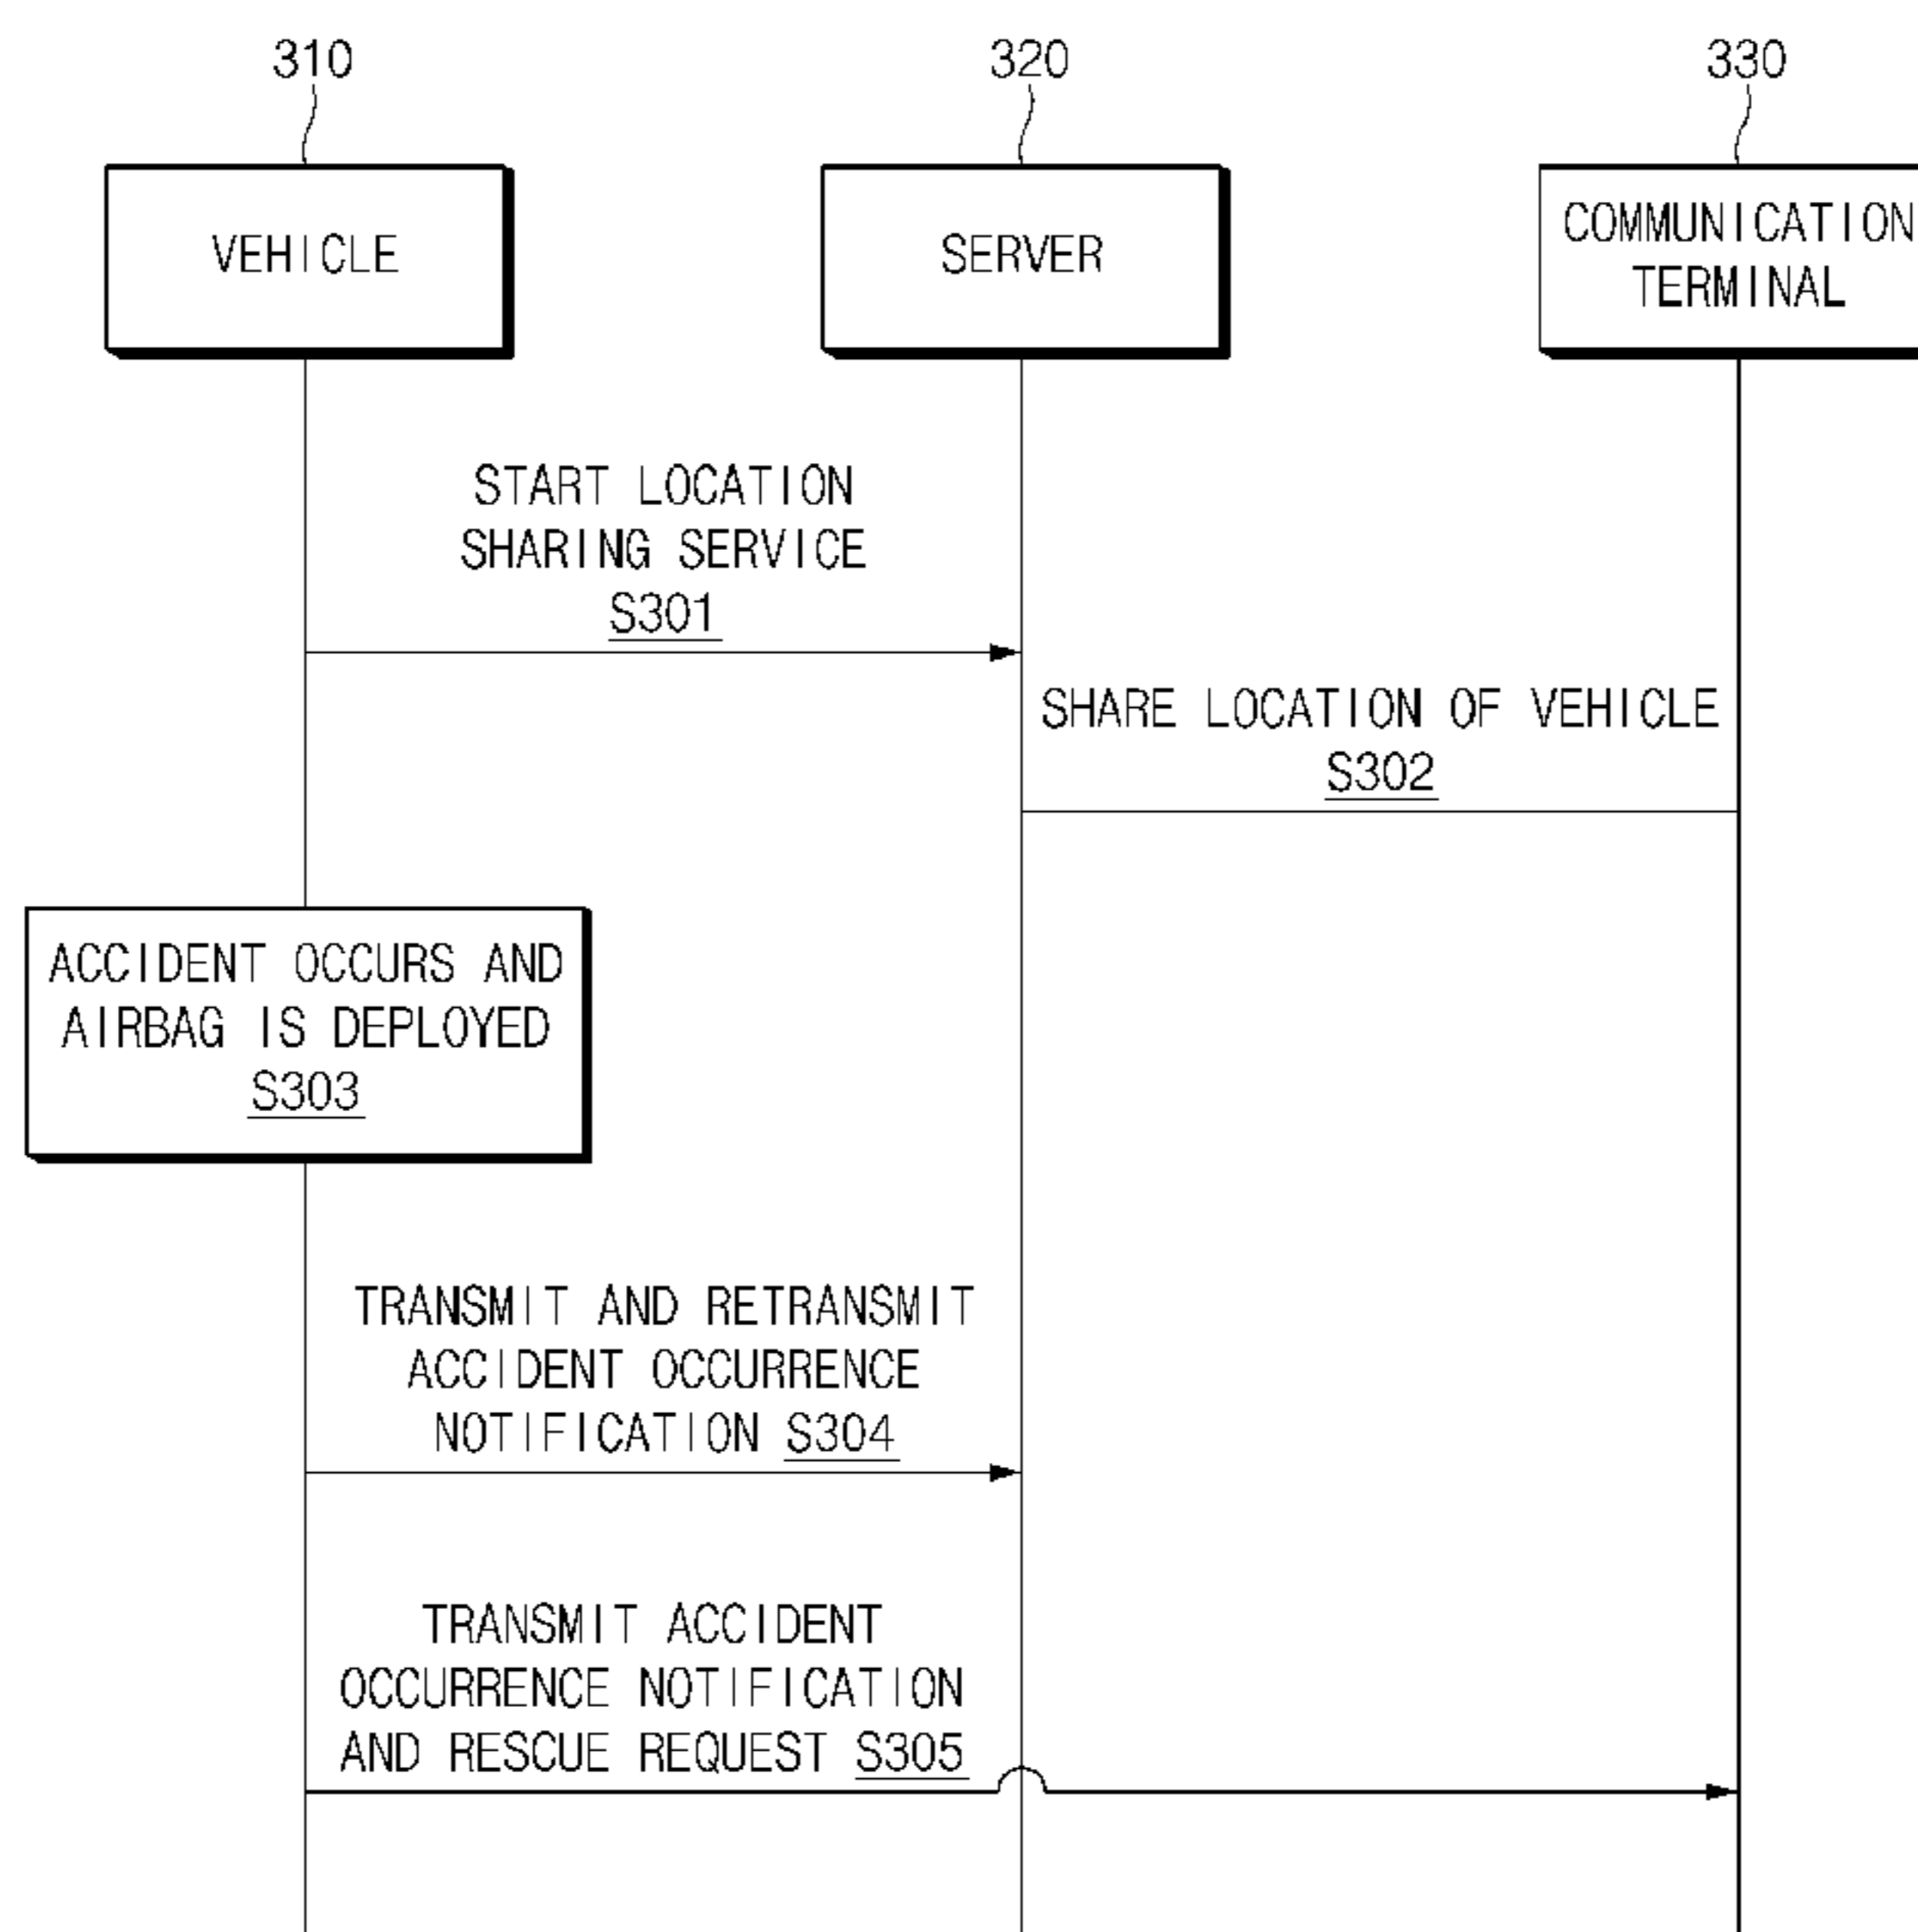 310
320
330
VEHICLE
SERVER
COMMUNICATION
TERMINAL
START LOCATION
SHARING SERVICE
S301
SHARE LOCATION OF VEHICLE
S302
ACCIDENT OCCURS AND
AIRBAG IS DEPLOYED
S303
TRANSMIT AND RETRANSMIT
ACCIDENT OCCURRENCE
NOTIFICATION S304
TRANSMIT ACCIDENT
OCCURRENCE NOTIFICATION
AND RESCUE REQUEST S305